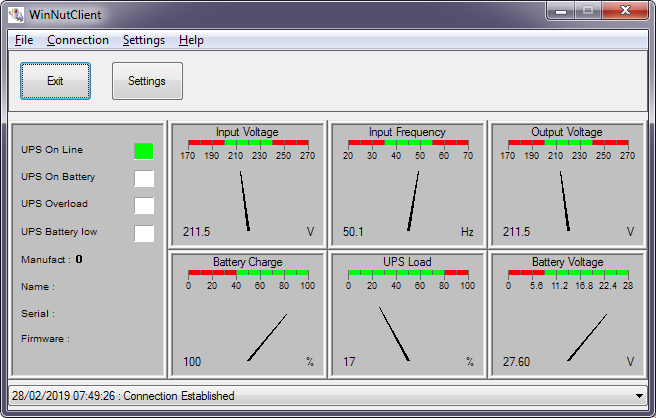 WinNutClient
File Connection Settings Help
Exit Settings
UPS On Line
UPS On Battery
UPS Overload
UPS Battery low
Manufact : 0
Name :
Serial :
Firmware :
Input Voltage
170 190 210 230 250 270
211.5 V
Input Frequency
20 30 40 50 60 70
50.1 Hz
Output Voltage
170 190 210 230 250 270
211.5 V
Battery Charge
0 20 40 60 80 100
100 %
UPS Load
0 20 40 60 80 100
17 %
Battery Voltage
0 5.6 11.2 16.8 22.4 28
27.60 V
28/02/2019 07:49:26 : Connection Established